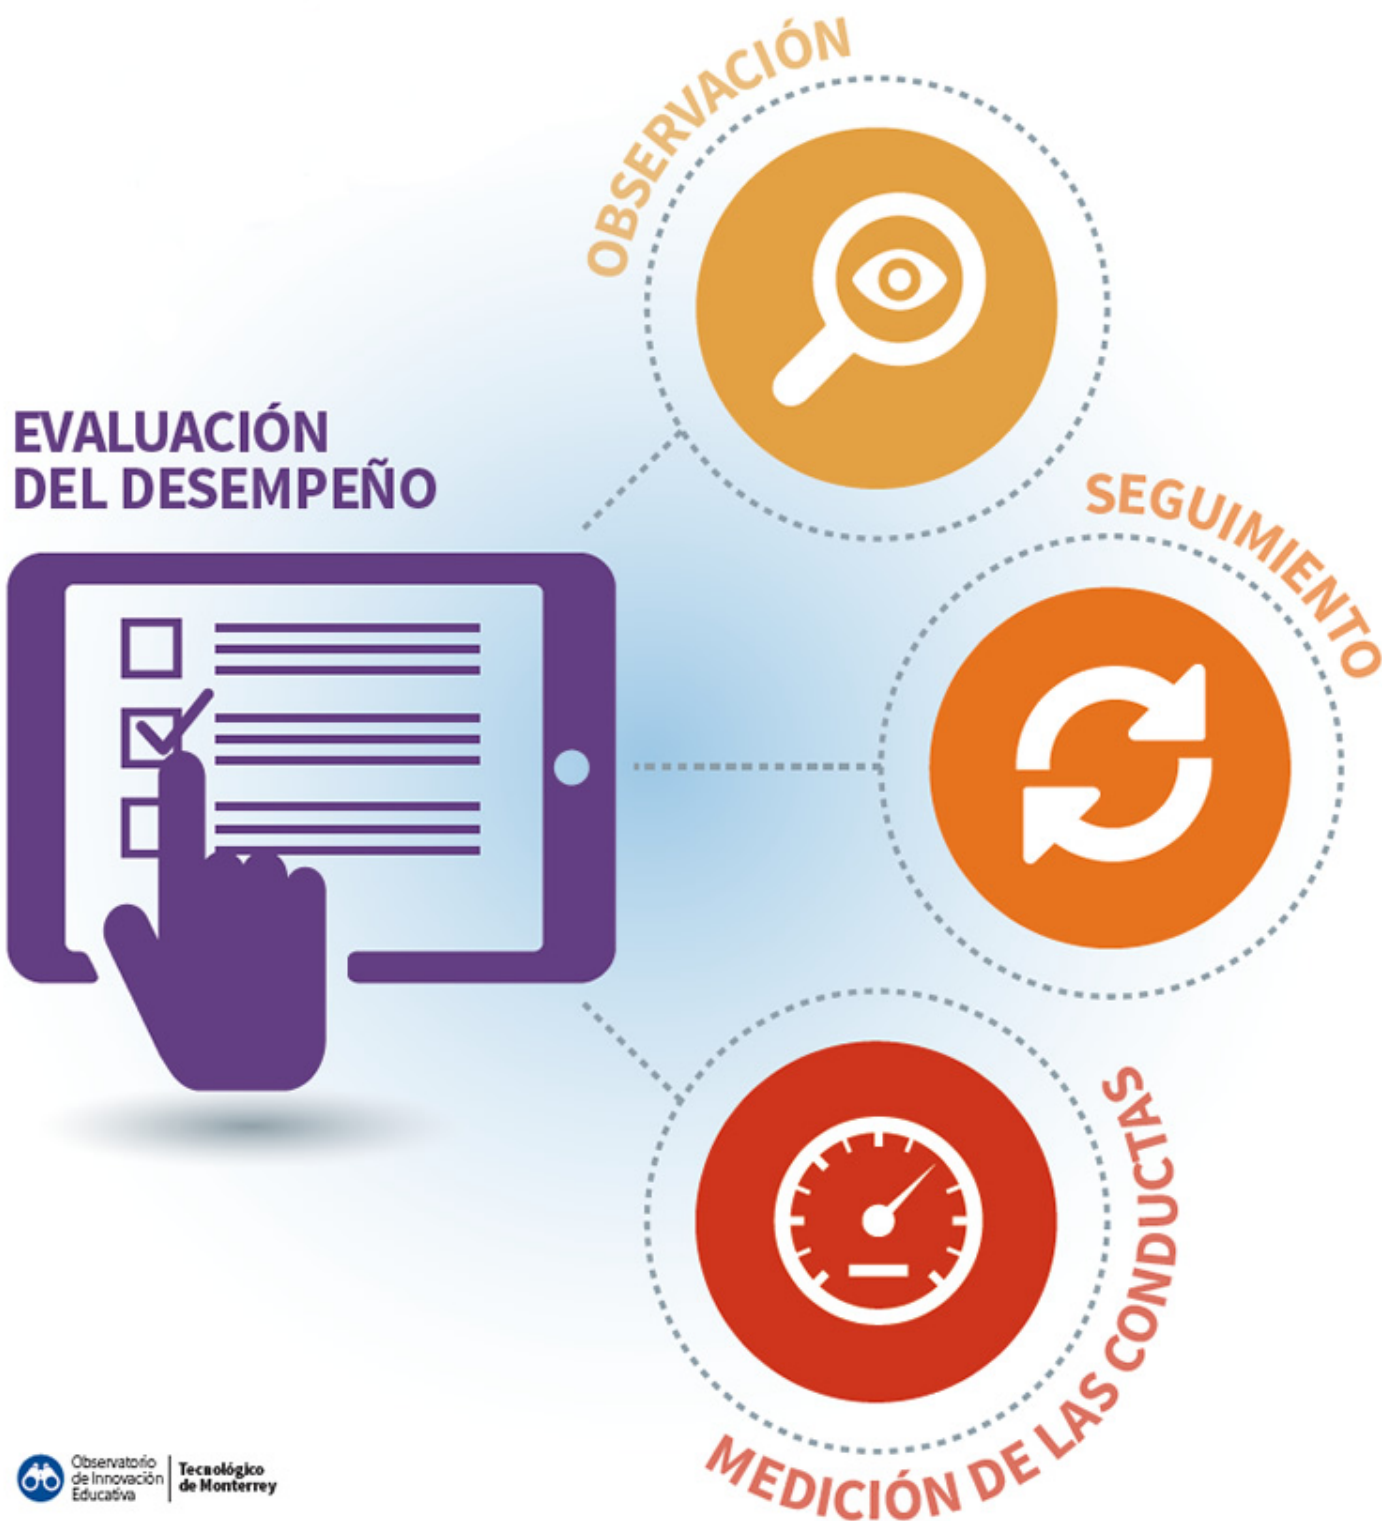 OBSERVACIÓN
EVALUACIÓN
DEL DESEMPEÑO
SEGUIMIENTO
MEDICIÓN DE LAS CONDUCTAS
Observatorio
de Innovación
Educativa
Tecnológico
de Monterrey